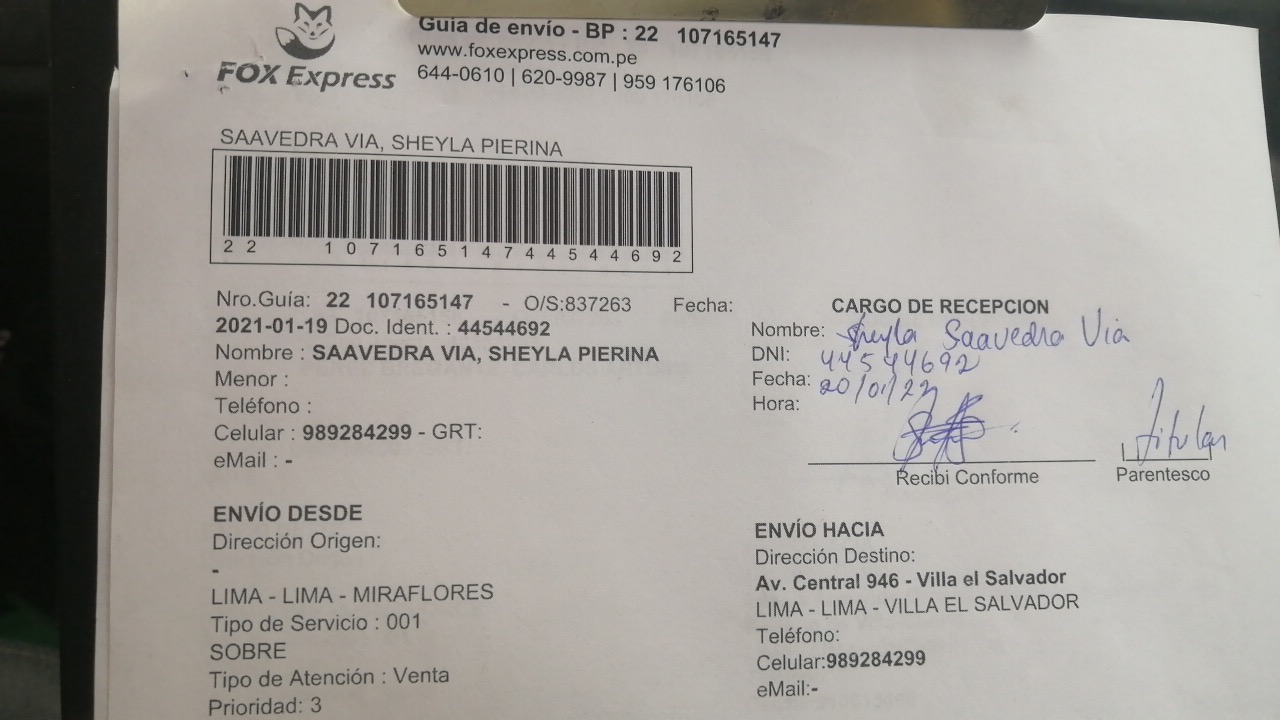 FOX Express
Guia de envío - BP : 22 107165147
www.foxexpress.com.pe
644-0610 | 620-9987 | 959 176106
SAAVEDRA VIA, SHEYLA PIERINA
22 10716514744544692
Nro.Guía: 22 107165147 - O/S:837263 Fecha:
2021-01-19 Doc. Ident. : 44544692
Nombre : SAAVEDRA VIA, SHEYLA PIERINA
Menor :
Teléfono :
Celular : 989284299 - GRT:
eMail : -
CARGO DE RECEPCION
Nombre: Sheyla Saavedra Via
DNI: 44544692
Fecha: 20/01/22
Hora:
Titular
Recibi Conforme Parentesco
ENVÍO DESDE
Dirección Origen:
-
LIMA - LIMA - MIRAFLORES
Tipo de Servicio : 001
SOBRE
Tipo de Atención : Venta
Prioridad: 3
ENVÍO HACIA
Dirección Destino:
Av. Central 946 - Villa el Salvador
LIMA - LIMA - VILLA EL SALVADOR
Teléfono:
Celular:989284299
eMail:-